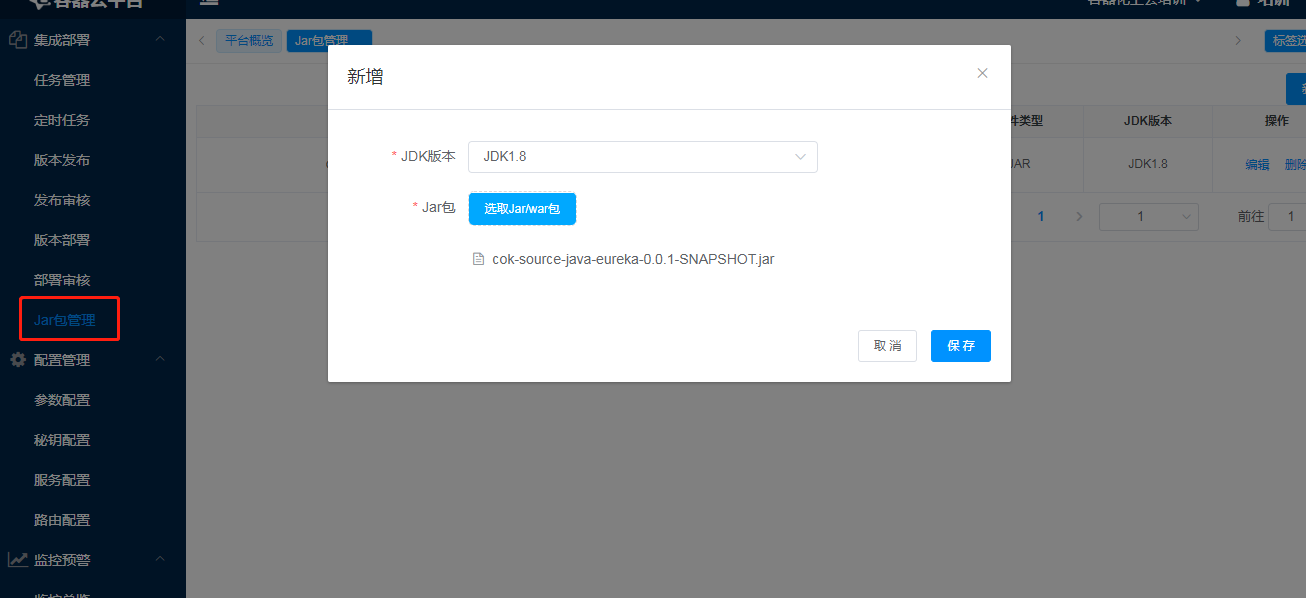 容器云平台
集成部署
任务管理
定时任务
版本发布
发布审核
版本部署
部署审核
Jar包管理
配置管理
参数配置
秘钥配置
服务配置
路由配置
监控预警
平台概览
Jar包管理
标签选
新增
* JDK版本
JDK1.8
* Jar包
选取Jar/war包
cok-source-java-eureka-0.0.1-SNAPSHOT.jar
取消
保存
件类型
JDK版本
操作
JAR
JDK1.8
编辑
删除
1
1
前往
1